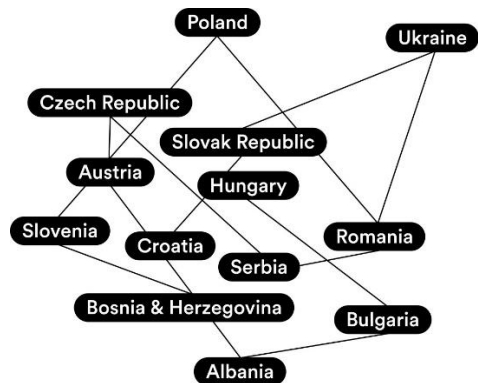 Poland
Ukraine
Czech Republic
Slovak Republic
Austria
Hungary
Slovenia
Croatia
Romania
Serbia
Bosnia & Herzegovina
Bulgaria
Albania